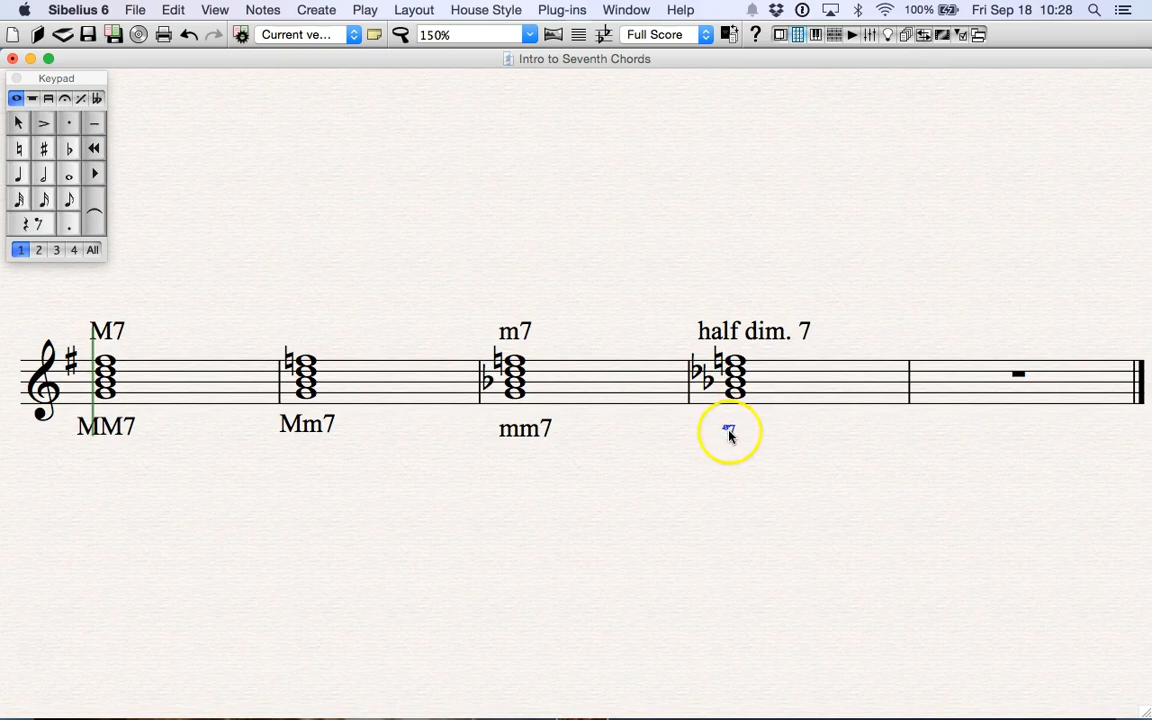 Sibelius 6 File Edit View Notes Create Play Layout House Style Plug-ins Window Help 100% Fri Sep 18 10:28
Current ve... 150% Full Score
Intro to Seventh Chords
Keypad
1 2 3 4 All
M7 m7 half dim. 7
MM7 Mm7 mm7 ø7